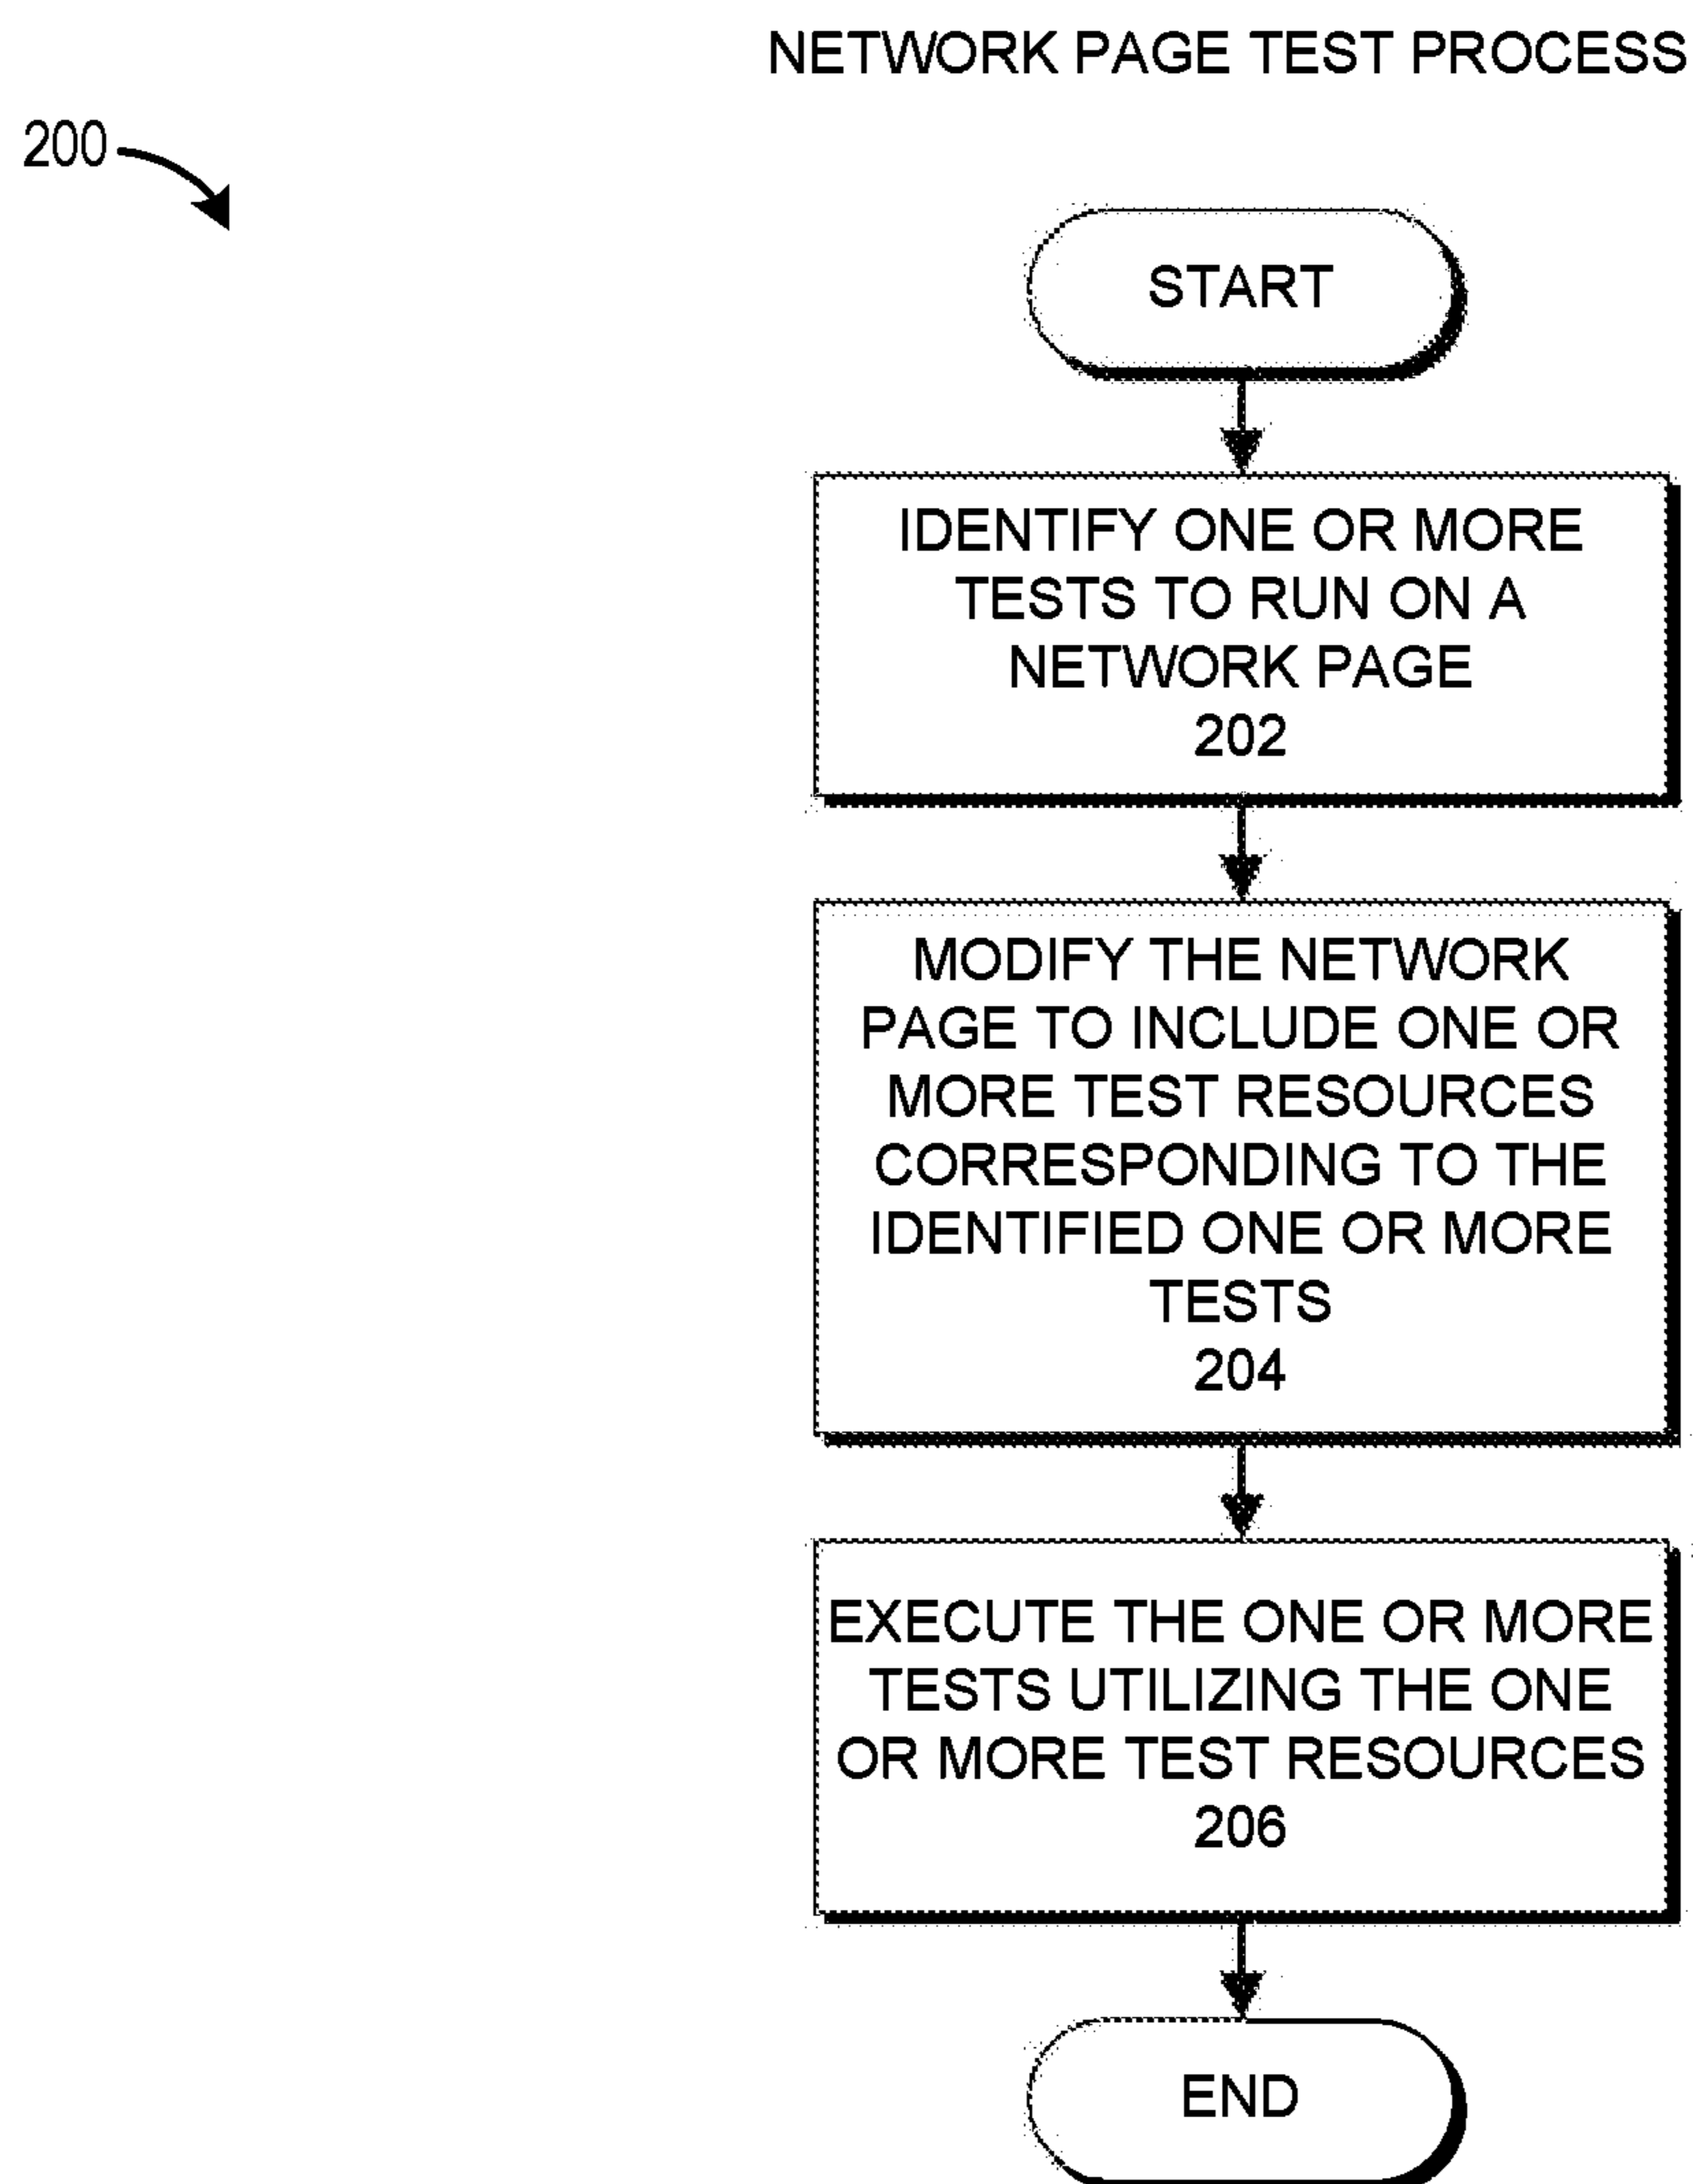 NETWORK PAGE TEST PROCESS
200
START
IDENTIFY ONE OR MORE
TESTS TO RUN ON A
NETWORK PAGE
202
MODIFY THE NETWORK
PAGE TO INCLUDE ONE OR
MORE TEST RESOURCES
CORRESPONDING TO THE
IDENTIFIED ONE OR MORE
TESTS
204
EXECUTE THE ONE OR MORE
TESTS UTILIZING THE ONE
OR MORE TEST RESOURCES
206
END